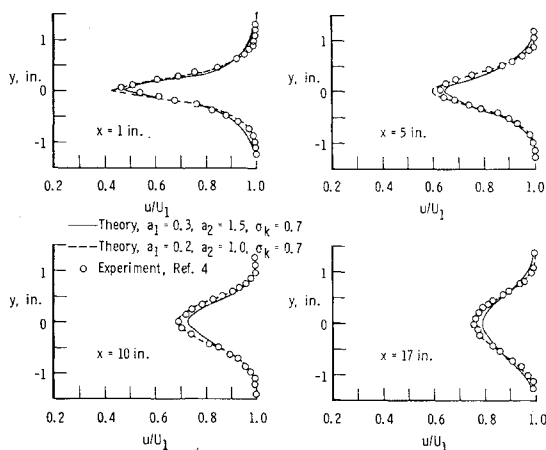 1
y, in. 0
-1
x = 1 in.
0.2 0.4 0.6 0.8 1.0
u/U1
1
0
-1
x = 5 in.
0.2 0.4 0.6 0.8 1.0
u/U1
Theory, a1 = 0.3, a2 = 1.5, σk = 0.7
Theory, a1 = 0.2, a2 = 1.0, σk = 0.7
Experiment, Ref. 4
1
0
-1
x = 10 in.
0.2 0.4 0.6 0.8 1.0
u/U1
1
0
-1
x = 17 in.
0.2 0.4 0.6 0.8 1.0
u/U1